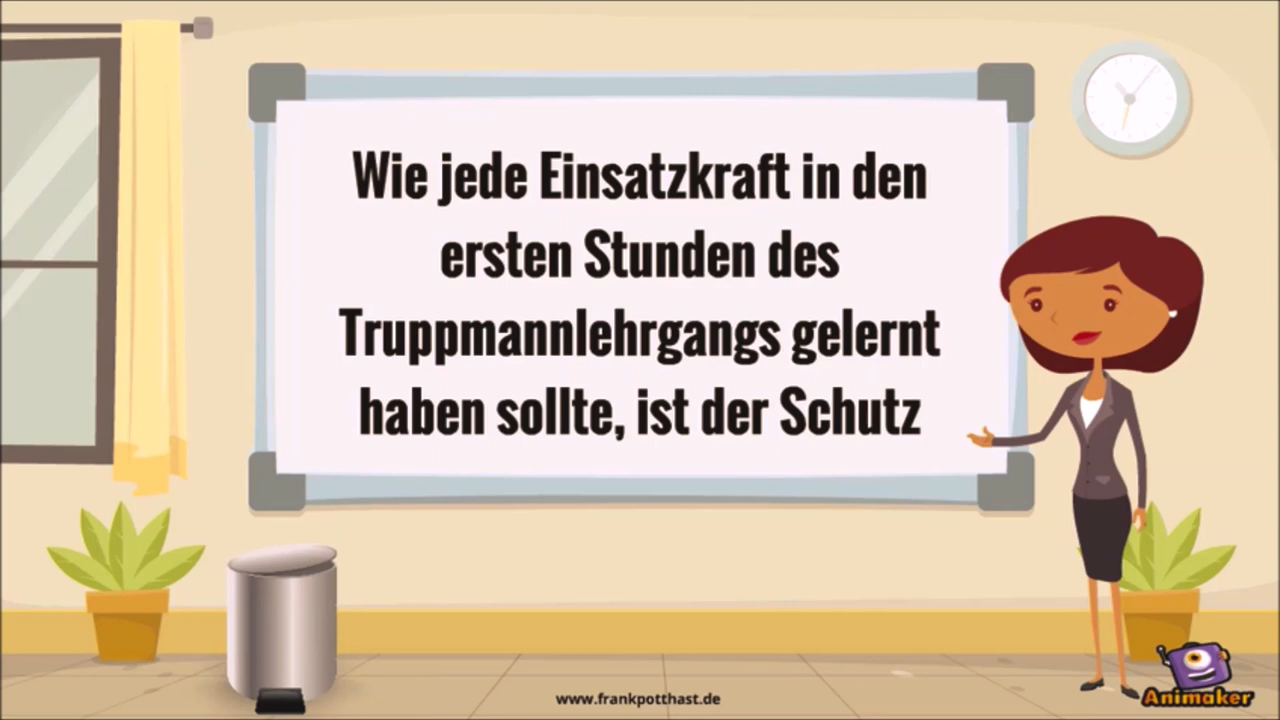 Wie jede Einsatzkraft in den
ersten Stunden des
Truppmannlehrgangs gelernt
haben sollte, ist der Schutz
www.frankpotthast.de
Animaker